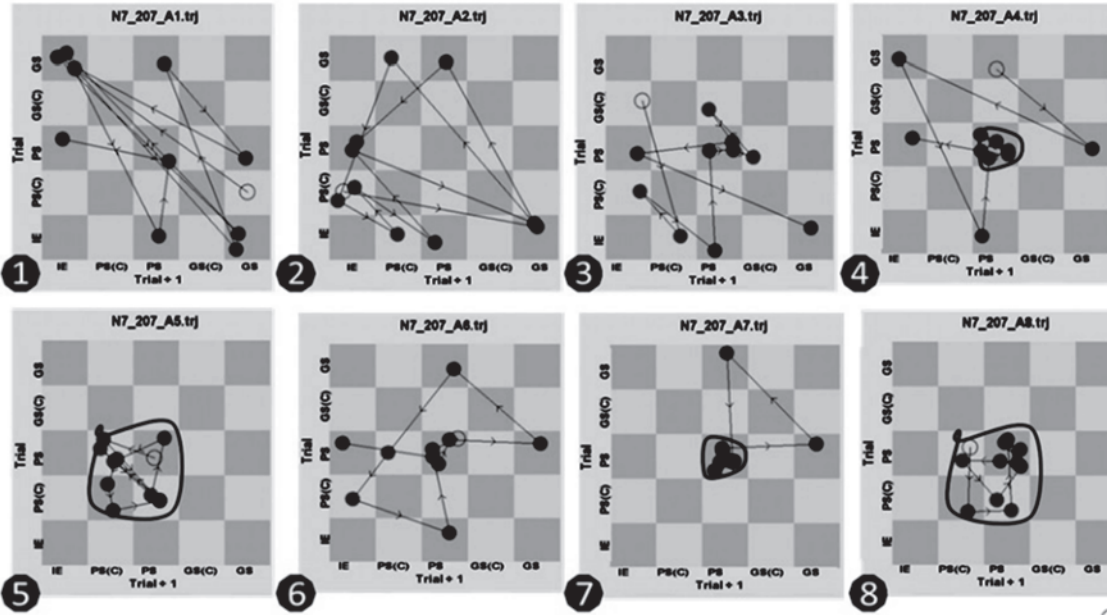 N7_207_A1.trj
GS
GS(C)
Trial
PS
PS(C)
IE
IE PS(C) PS GS(C) GS
Trial + 1
1
N7_207_A2.trj
GS
GS(C)
Trial
PS
PS(C)
IE
IE PS(C) PS GS(C) GS
Trial + 1
2
N7_207_A3.trj
GS
GS(C)
Trial
PS
PS(C)
IE
IE PS(C) PS GS(C) GS
Trial + 1
3
N7_207_A4.trj
GS
GS(C)
Trial
PS
PS(C)
IE
IE PS(C) PS GS(C) GS
Trial + 1
4
N7_207_A5.trj
GS
GS(C)
Trial
PS
PS(C)
IE
IE PS(C) PS GS(C) GS
Trial + 1
5
N7_207_A6.trj
GS
GS(C)
Trial
PS
PS(C)
IE
IE PS(C) PS GS(C) GS
Trial + 1
6
N7_207_A7.trj
GS
GS(C)
Trial
PS
PS(C)
IE
IE PS(C) PS GS(C) GS
Trial + 1
7
N7_207_A8.trj
GS
GS(C)
Trial
PS
PS(C)
IE
IE PS(C) PS GS(C) GS
Trial + 1
8